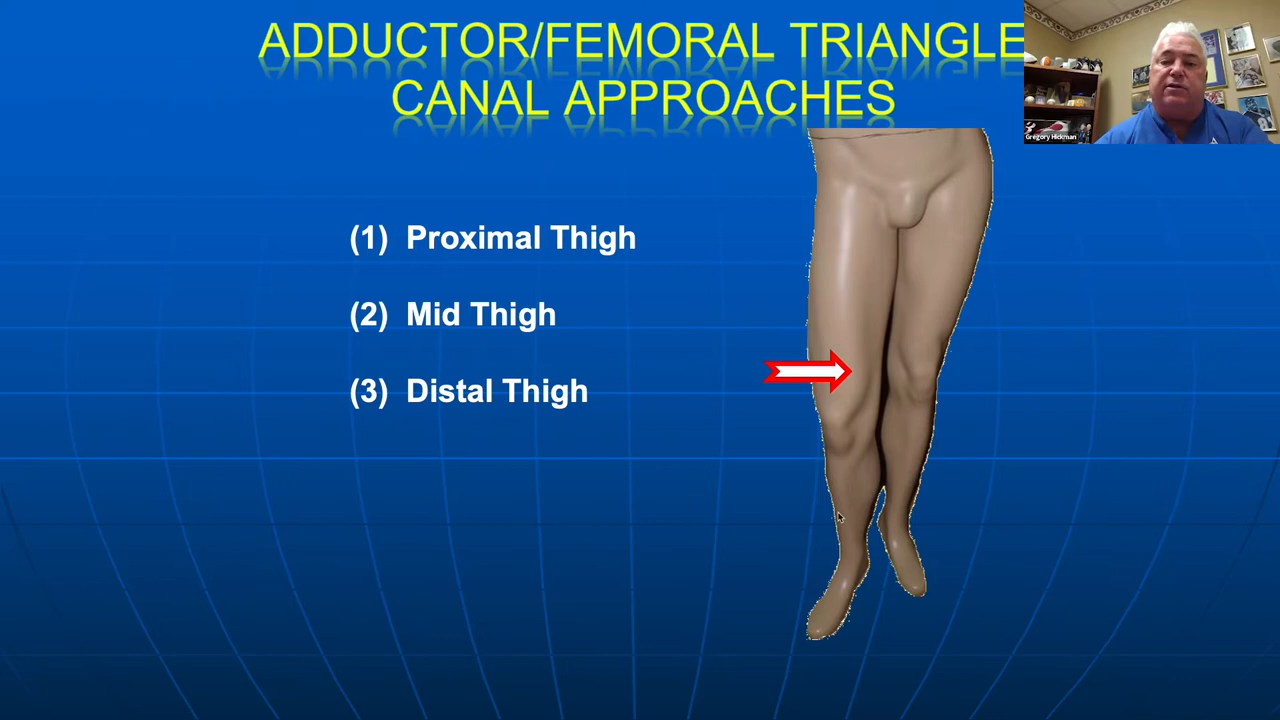 ADDUCTOR/FEMORAL TRIANGLE
CANAL APPROACHES
(1) Proximal Thigh
(2) Mid Thigh
(3) Distal Thigh
Gregory Hickman